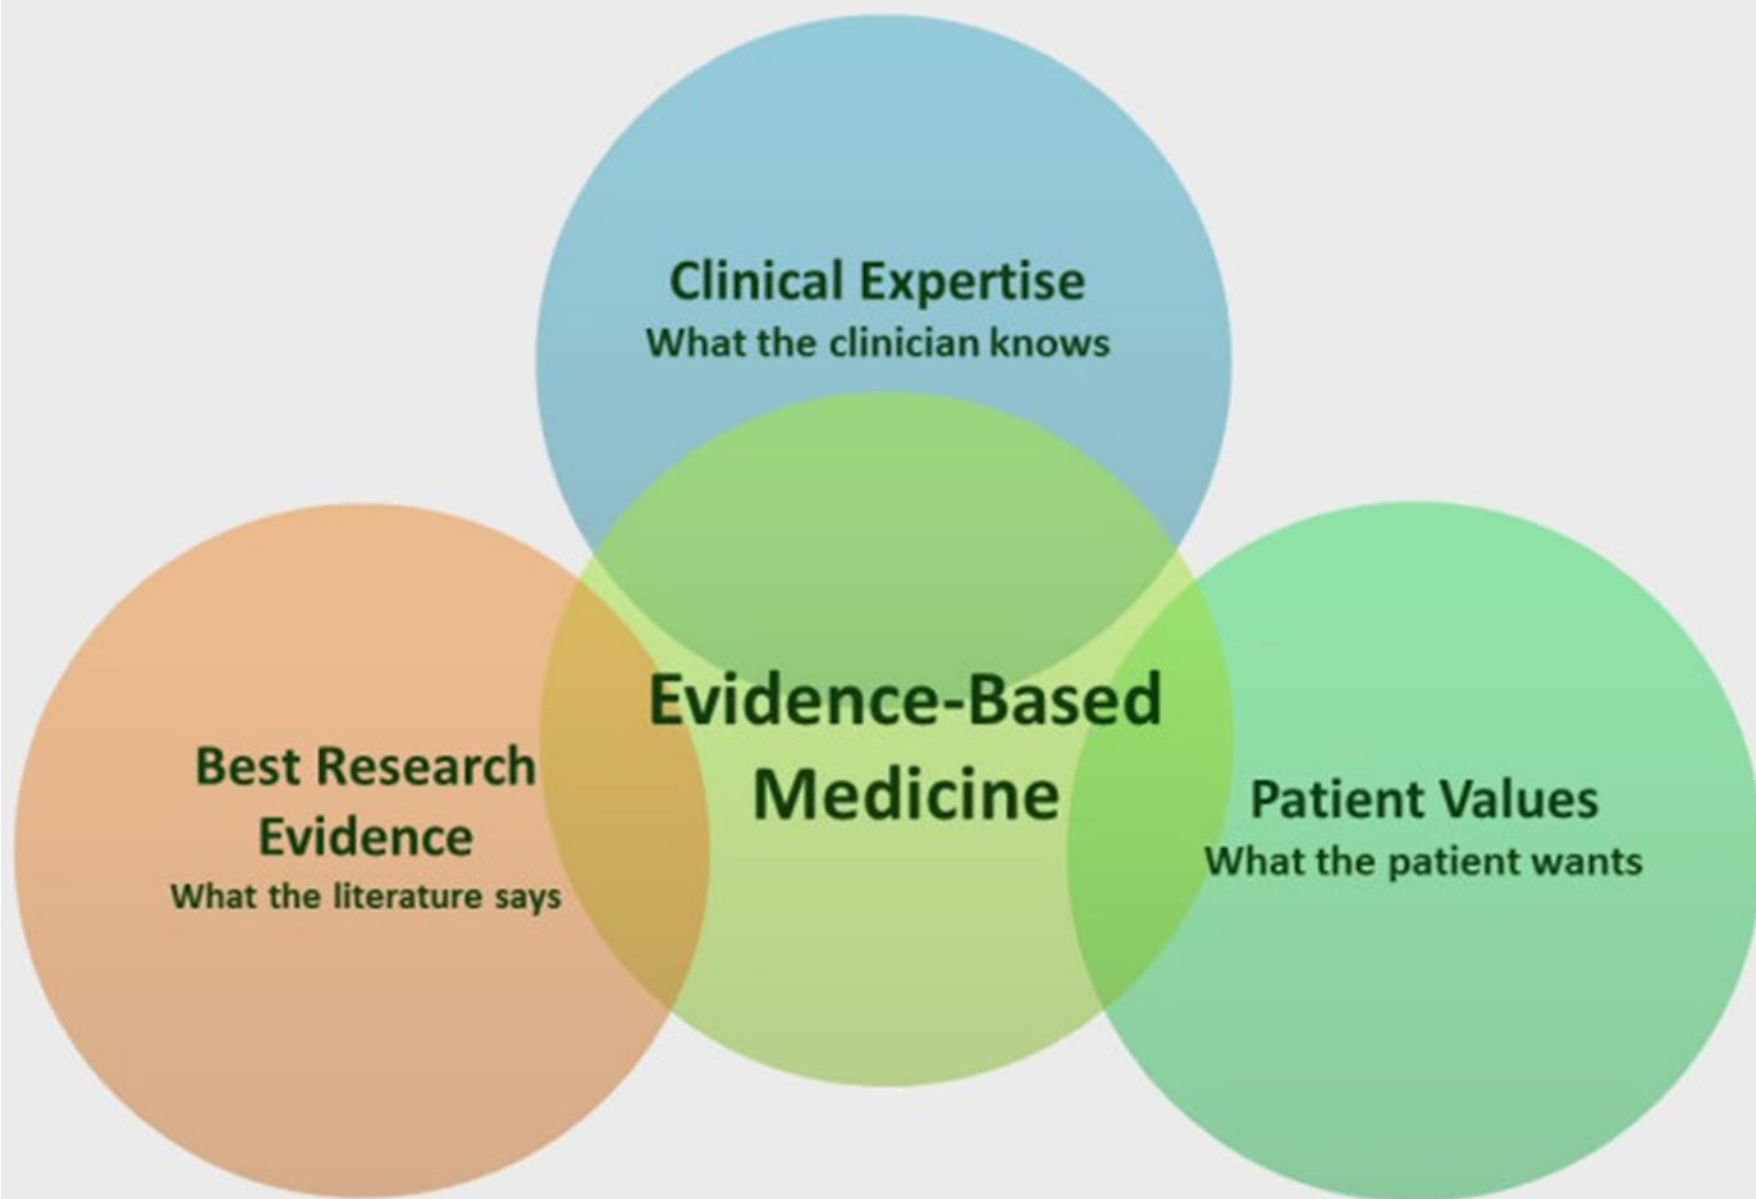 Clinical Expertise
What the clinician knows
Evidence-Based
Medicine
Best Research
Evidence
What the literature says
Patient Values
What the patient wants